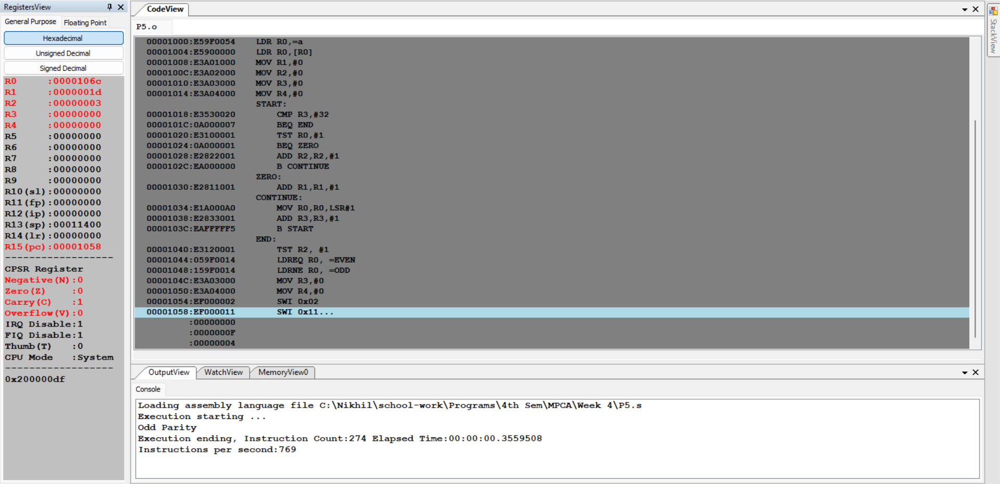 RegistersView
General Purpose
Floating Point
Hexadecimal
Unsigned Decimal
Signed Decimal
R0 :0000106c
R1 :0000001d
R2 :00000003
R3 :00000000
R4 :00000000
R5 :00000000
R6 :00000000
R7 :00000000
R8 :00000000
R9 :00000000
R10(sl):00000000
R11(fp):00000000
R12(ip):00000000
R13(sp):00011400
R14(lr):00000000
R15(pc):00001058
------------------
CPSR Register
Negative(N):0
Zero(Z) :0
Carry(C) :1
Overflow(V):0
IRQ Disable:1
FIQ Disable:1
Thumb(T) :0
CPU Mode :System
------------------
0x200000df
CodeView
P5.o
00001000:E59F0054 LDR R0,=a
00001004:E5900000 LDR R0,[R0]
00001008:E3A01000 MOV R1,#0
0000100C:E3A02000 MOV R2,#0
00001010:E3A03000 MOV R3,#0
00001014:E3A04000 MOV R4,#0
START:
00001018:E3530020 CMP R3,#32
0000101C:0A000007 BEQ END
00001020:E3100001 TST R0,#1
00001024:0A000001 BEQ ZERO
00001028:E2822001 ADD R2,R2,#1
0000102C:EA000000 B CONTINUE
ZERO:
00001030:E2811001 ADD R1,R1,#1
CONTINUE:
00001034:E1A000A0 MOV R0,R0,LSR#1
00001038:E2833001 ADD R3,R3,#1
0000103C:EAFFFFF5 B START
END:
00001040:E3120001 TST R2, #1
00001044:059F0014 LDREQ R0, =EVEN
00001048:159F0014 LDRNE R0, =ODD
0000104C:E3A03000 MOV R3,#0
00001050:E3A04000 MOV R4,#0
00001054:EF000002 SWI 0x02
00001058:EF000011 SWI 0x11...
:00000000
:0000000F
:00000004
OutputView
WatchView
MemoryView0
Console
Loading assembly language file C:\Nikhil\school-work\Programs\4th Sem\MPCA\Week 4\P5.s
Execution starting ...
Odd Parity
Execution ending, Instruction Count:274 Elapsed Time:00:00:00.3559508
Instructions per second:769
StackView